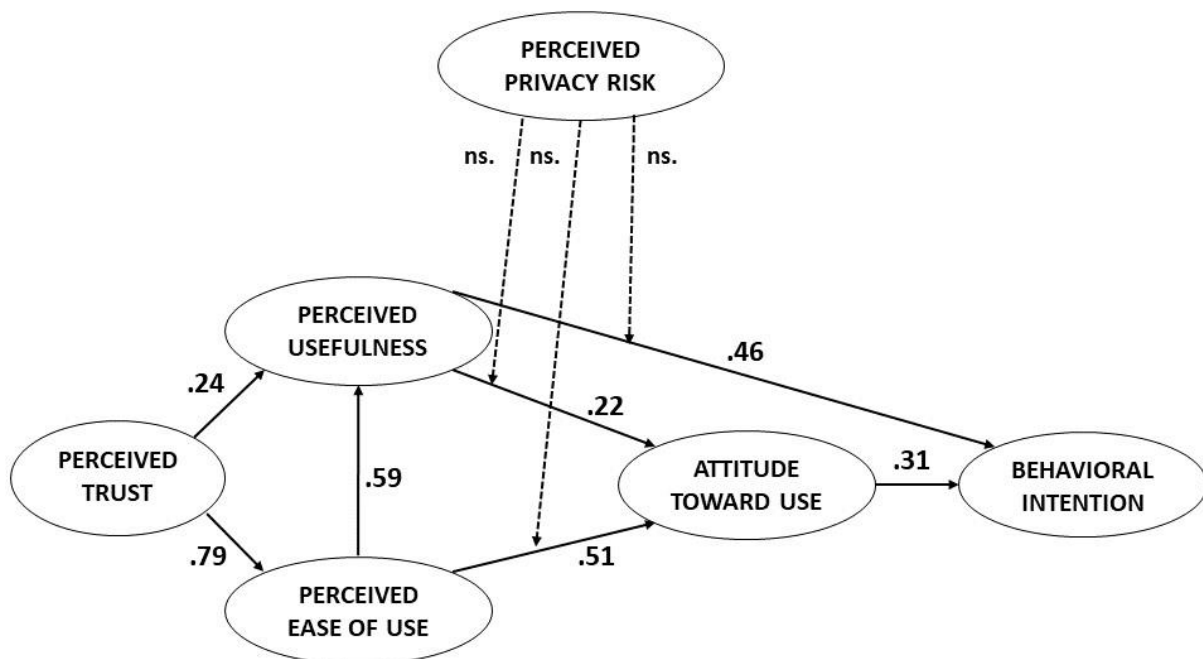 PERCEIVED
PRIVACY RISK
ns.
ns.
ns.
PERCEIVED
USEFULNESS
.46
.24
.22
PERCEIVED
TRUST
.59
ATTITUDE
TOWARD USE
.31
BEHAVIORAL
INTENTION
.79
.51
PERCEIVED
EASE OF USE